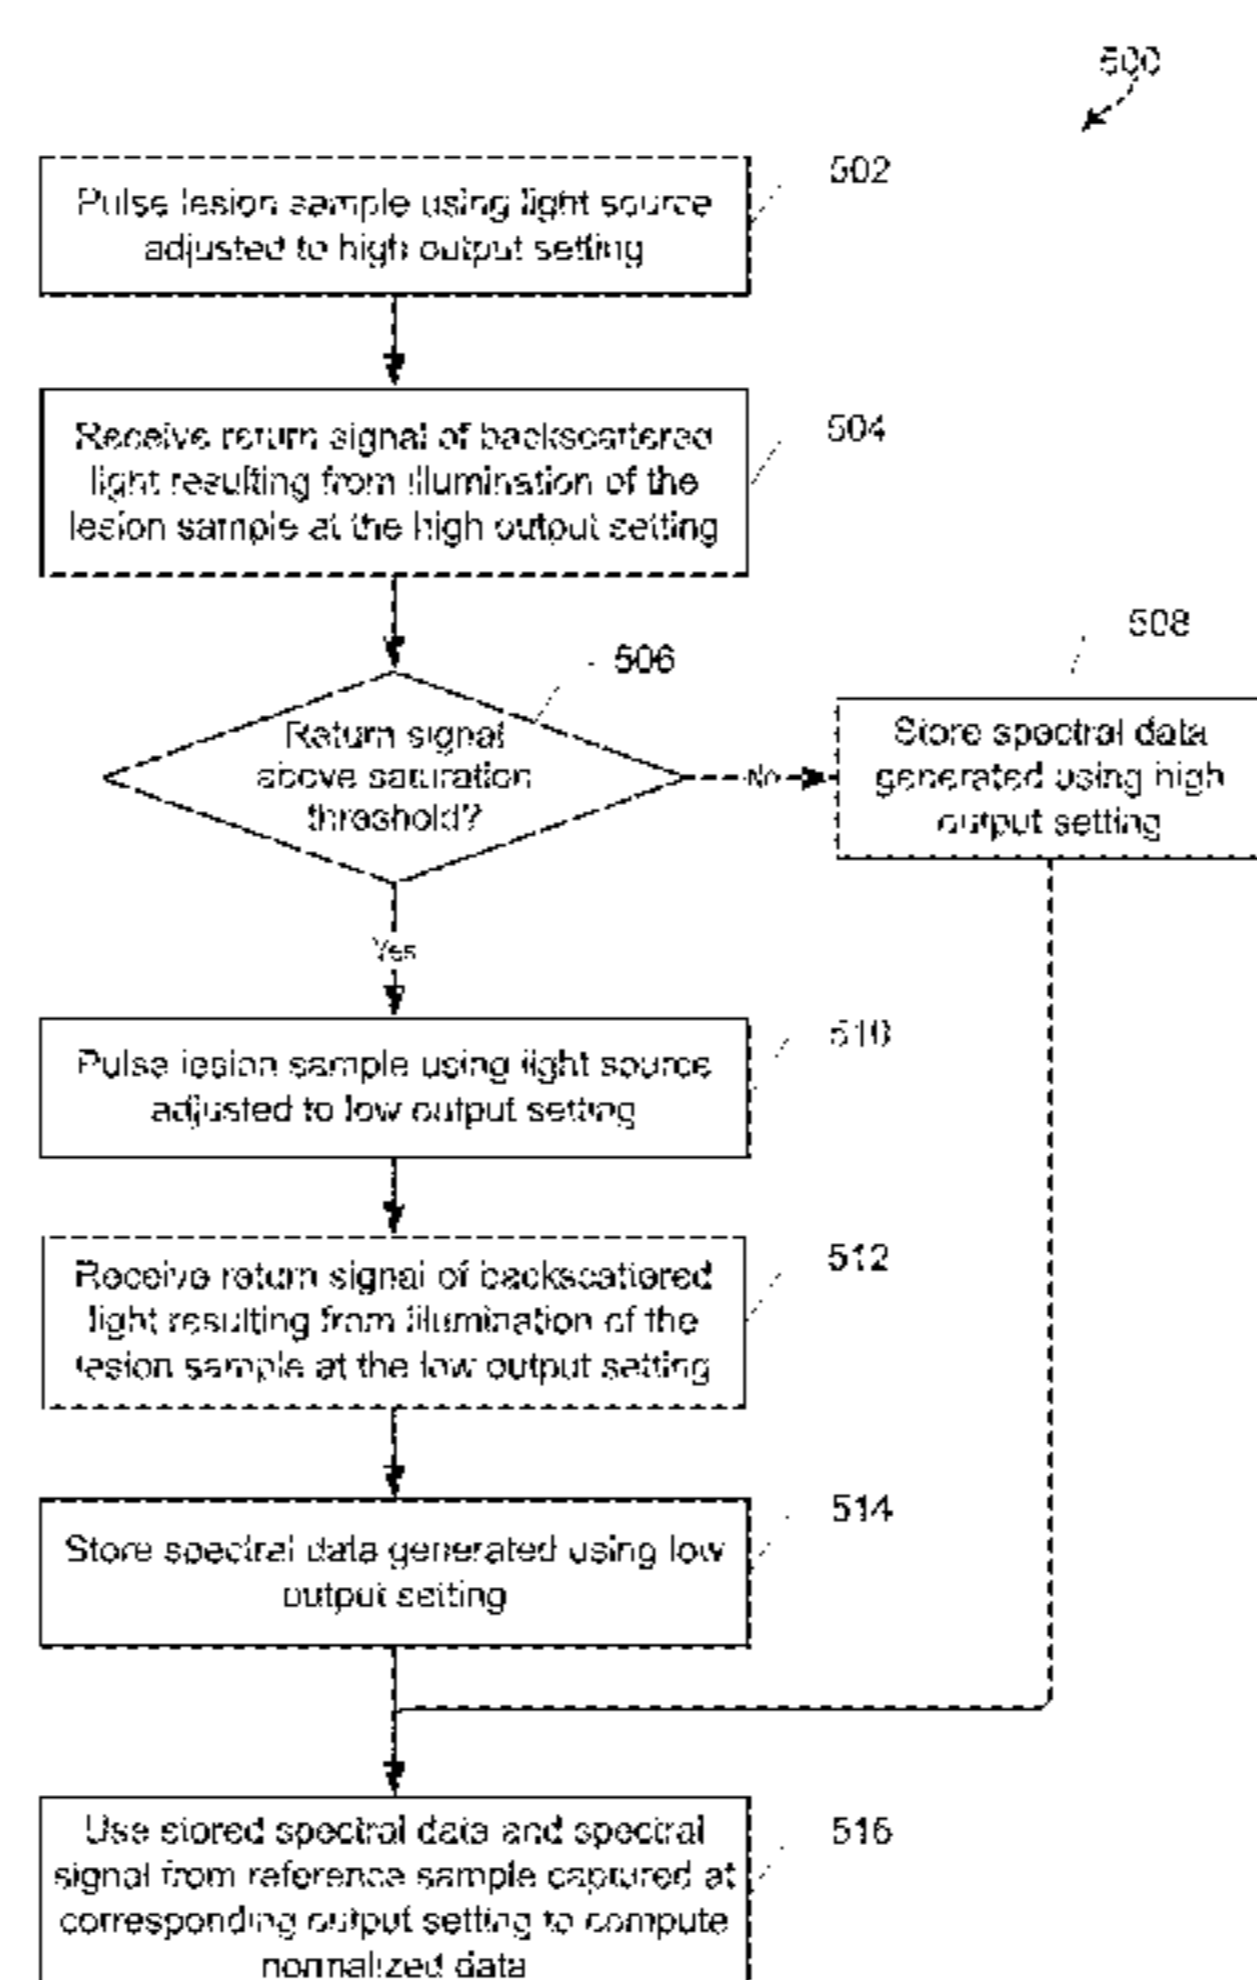 500
Pulse lesion sample using light source
adjusted to high output setting
502
Receive return signal of backscattered
light resulting from illumination of the
lesion sample at the high output setting
504
Return signal
above saturation
threshold?
506
No
Store spectral data
generated using high
output setting
508
Yes
Pulse lesion sample using light source
adjusted to low output setting
510
Receive return signal of backscattered
light resulting from illumination of the
lesion sample at the low output setting
512
Store spectral data generated using low
output setting
514
Use stored spectral data and spectral
signal from reference sample captured at
corresponding output setting to compute
normalized data
516